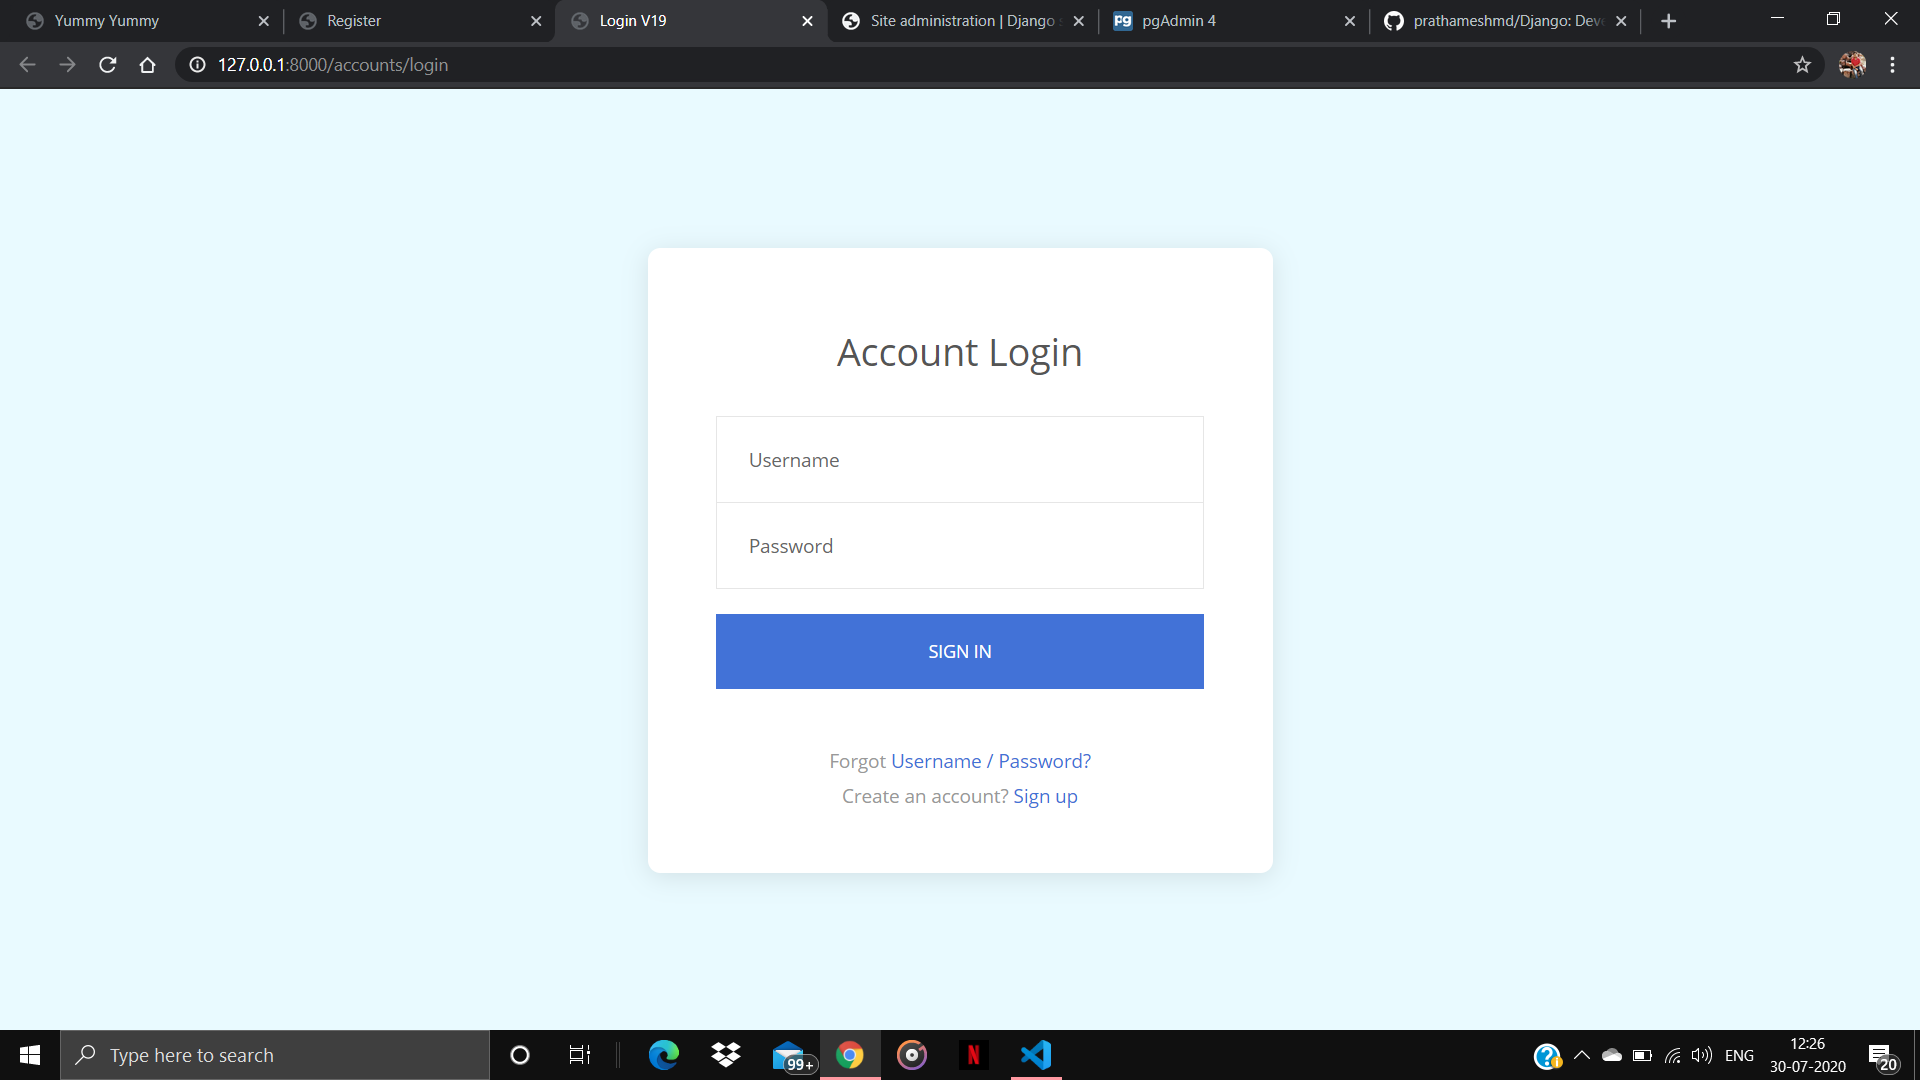 Yummy Yummy
Register
Login V19
Site administration | Django s
pg
pgAdmin 4
prathameshmd/Django: Deve
127.0.0.1:8000/accounts/login
Account Login
Username
Password
SIGN IN
Forgot Username / Password?
Create an account? Sign up
Type here to search
99+
N
ENG
12:26
30-07-2020
20